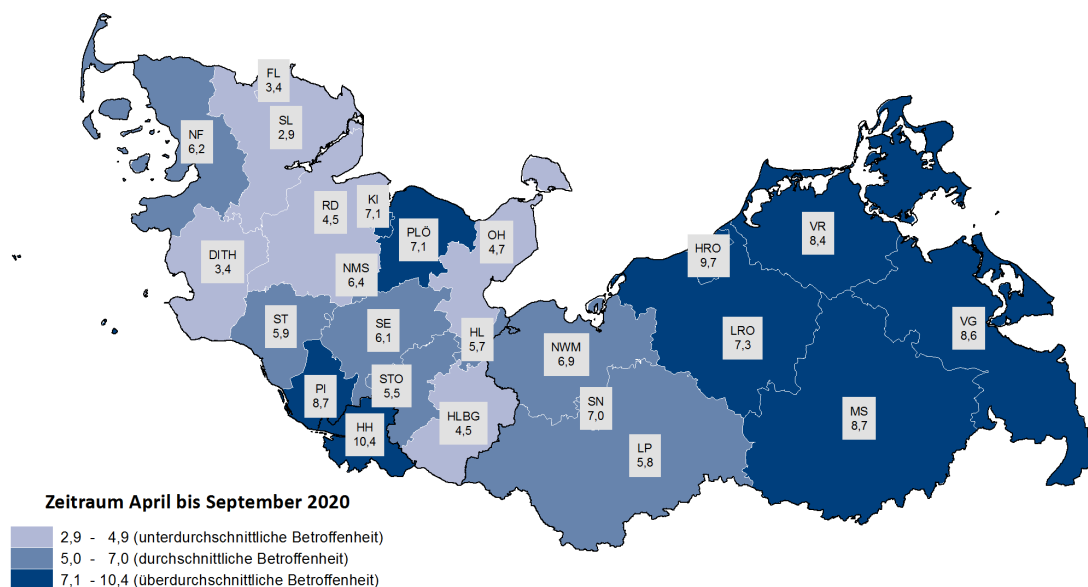 FL
3,4
SL
2,9
NF
6,2
RD
4,5
KI
7,1
PLÖ
7,1
OH
4,7
DITH
3,4
NMS
6,4
HRO
9,7
VR
8,4
ST
5,9
SE
6,1
HL
5,7
NWM
6,9
LRO
7,3
VG
8,6
PI
8,7
STO
5,5
HLBG
4,5
SN
7,0
MS
8,7
HH
10,4
LP
5,8
Zeitraum April bis September 2020
2,9 - 4,9 (unterdurchschnittliche Betroffenheit)
5,0 - 7,0 (durchschnittliche Betroffenheit)
7,1 - 10,4 (überdurchschnittliche Betroffenheit)